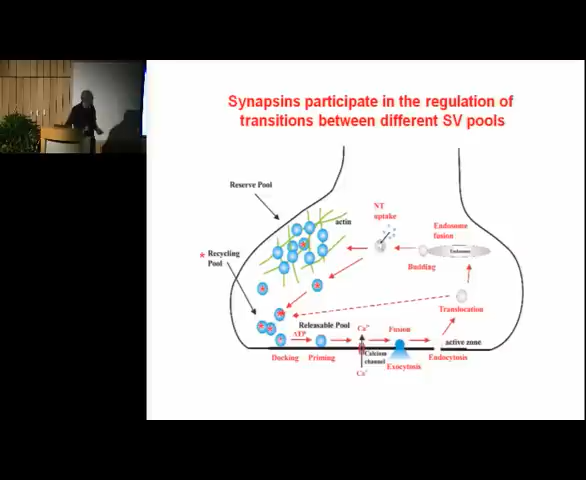 Synapsins participate in the regulation of
transitions between different SV pools
Reserve Pool
actin
NT
uptake
Endosome
fusion
Endosome
Budding
* Recycling
Pool
Translocation
Releasable Pool
Ca²⁺
ATP
Fusion
active zone
Docking
Priming
Calcium
channel
Endocytosis
Exocytosis
Ca²⁺